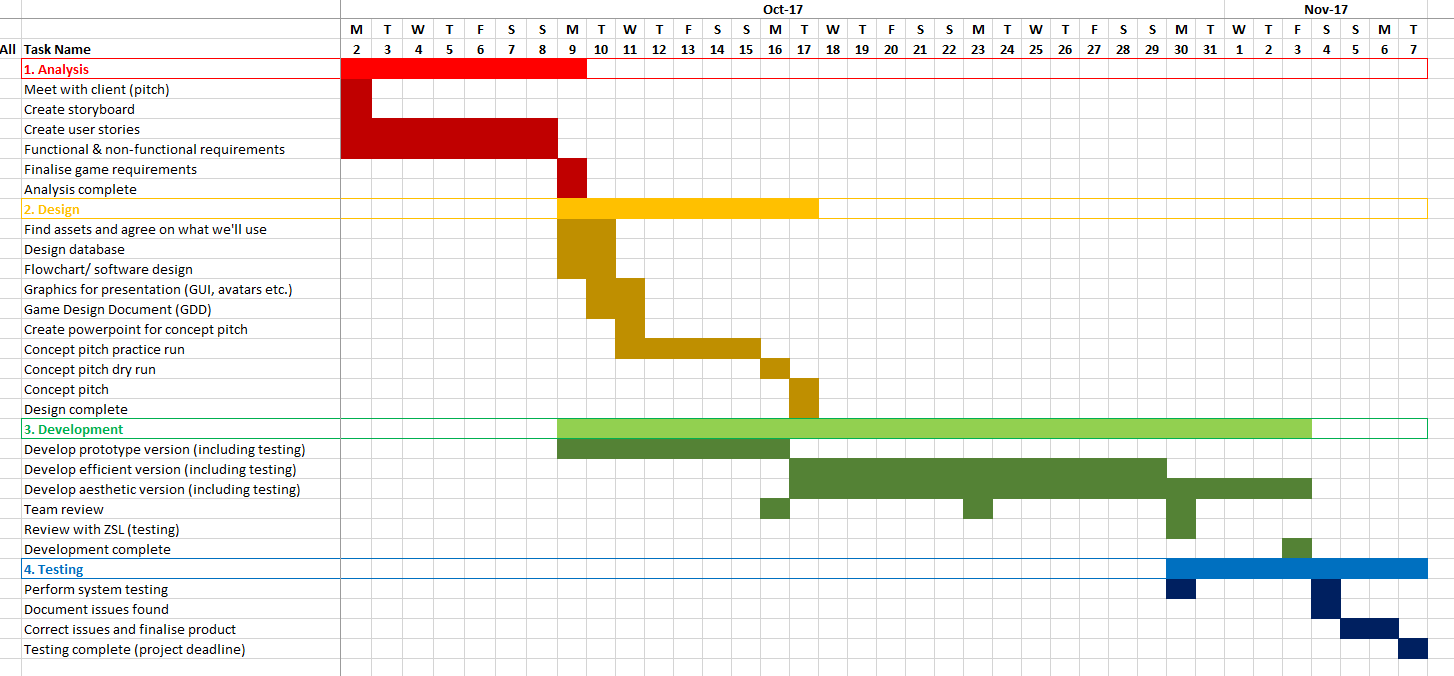 Oct-17 Nov-17
M T W T F S S M T W T F S S M T W T F S S M T W T F S S M T W T F S S M T
All Task Name 2 3 4 5 6 7 8 9 10 11 12 13 14 15 16 17 18 19 20 21 22 23 24 25 26 27 28 29 30 31 1 2 3 4 5 6 7
1. Analysis
Meet with client (pitch)
Create storyboard
Create user stories
Functional & non-functional requirements
Finalise game requirements
Analysis complete
2. Design
Find assets and agree on what we'll use
Design database
Flowchart/ software design
Graphics for presentation (GUI, avatars etc.)
Game Design Document (GDD)
Create powerpoint for concept pitch
Concept pitch practice run
Concept pitch dry run
Concept pitch
Design complete
3. Development
Develop prototype version (including testing)
Develop efficient version (including testing)
Develop aesthetic version (including testing)
Team review
Review with ZSL (testing)
Development complete
4. Testing
Perform system testing
Document issues found
Correct issues and finalise product
Testing complete (project deadline)